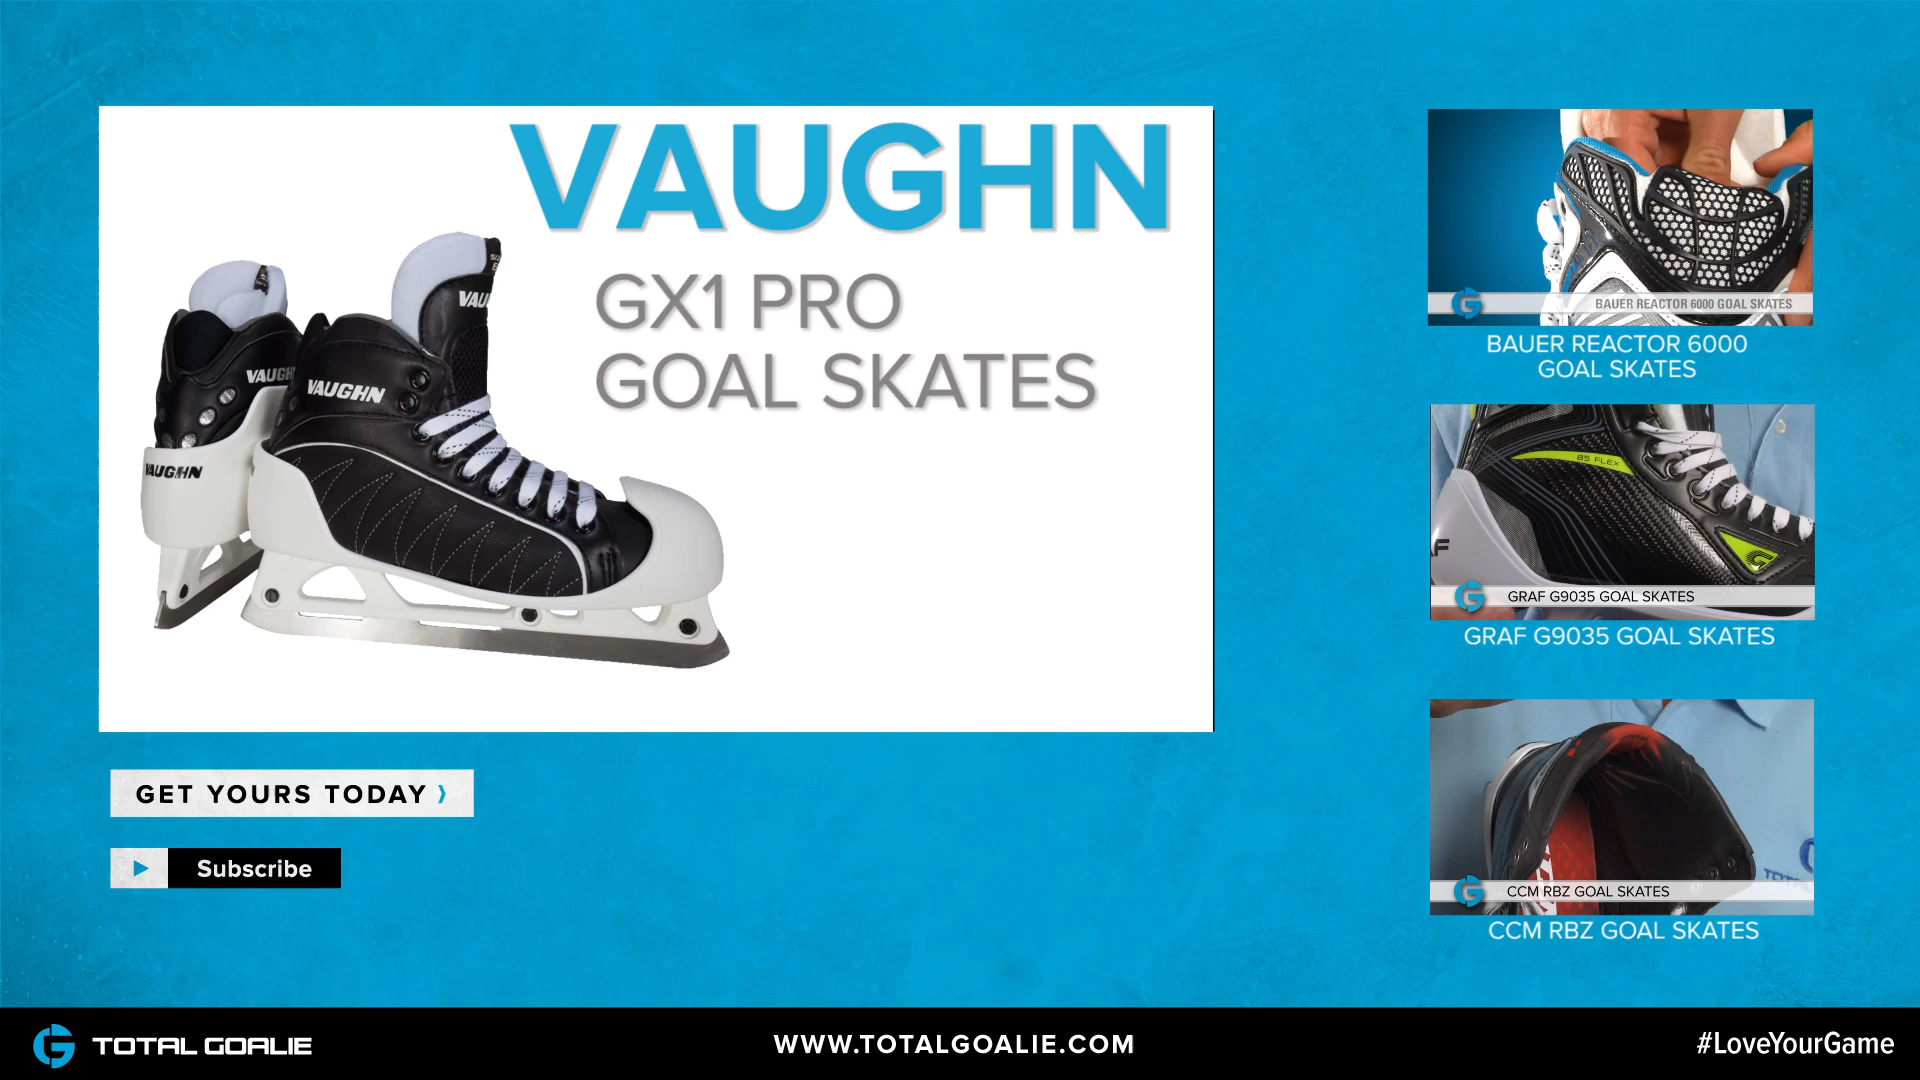 VAUGHN
GX1 PRO
GOAL SKATES
VAUGHN
VAUGHN
VAUGHN
GET YOURS TODAY
Subscribe
BAUER REACTOR 6000 GOAL SKATES
BAUER REACTOR 6000
GOAL SKATES
85 FLEX
GRAF G9035 GOAL SKATES
GRAF G9035 GOAL SKATES
CCM RBZ GOAL SKATES
CCM RBZ GOAL SKATES
TOTAL GOALIE
WWW.TOTALGOALIE.COM
#LoveYourGame